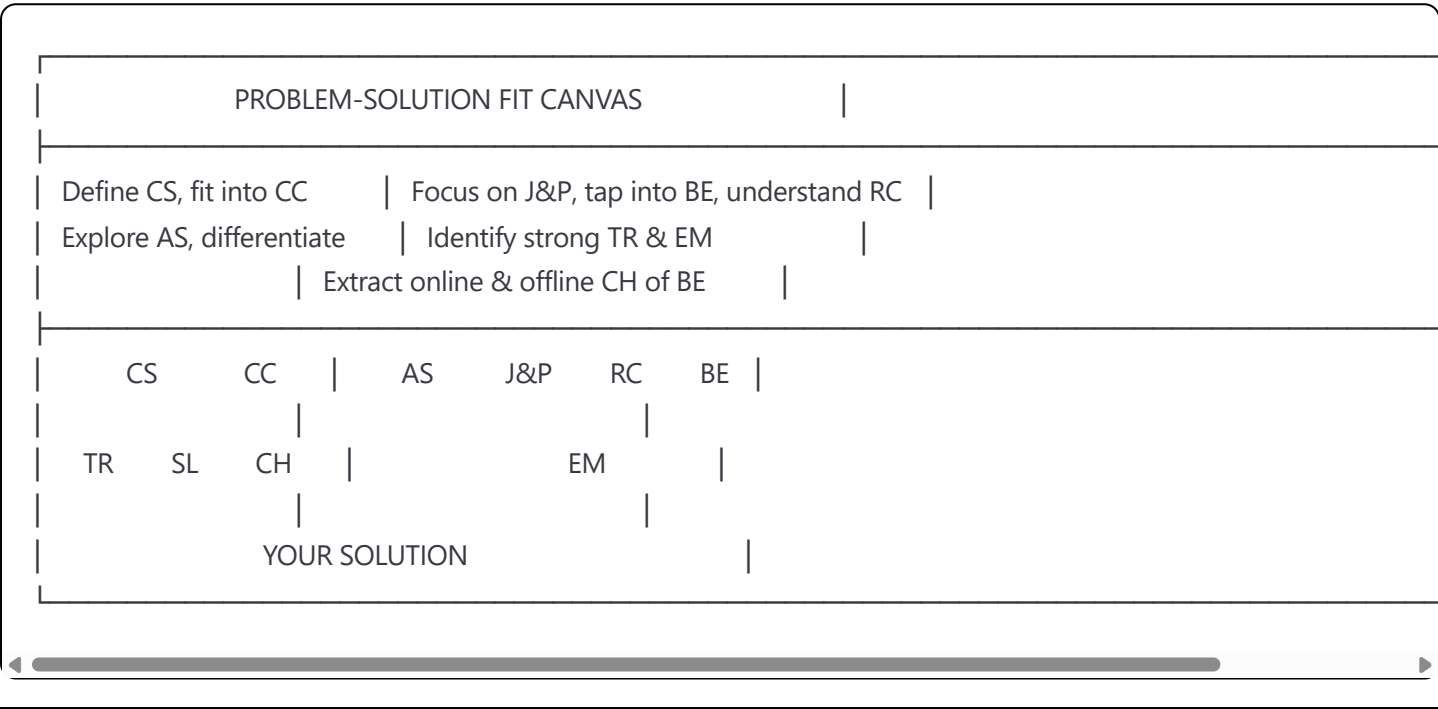 PROBLEM-SOLUTION FIT CANVAS
Define CS, fit into CC │ Focus on J&P, tap into BE, understand RC │
Explore AS, differentiate │ Identify strong TR & EM │
│ Extract online & offline CH of BE │
CS CC │ AS J&P RC BE │
TR SL CH │ EM │
YOUR SOLUTION